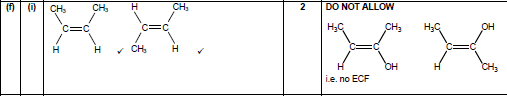 (f) (i) CH₃ CH₃ H CH₃ 2 DO NOT ALLOW
C=C C=C H₃C CH₃ H₃C OH
H H ✓ CH₃ H ✓ C=C C=C
H OH H CH₃
i.e. no ECF